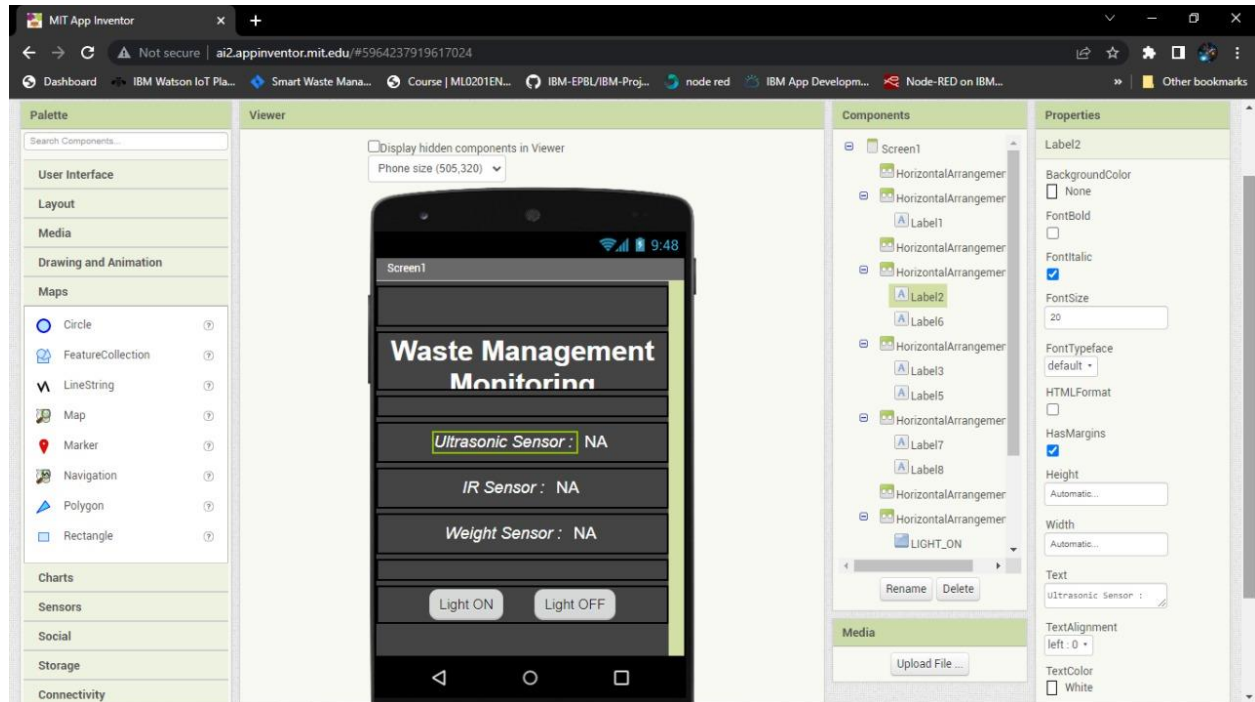 MIT App Inventor
Not secure | ai2.appinventor.mit.edu/#5964237919617024
Dashboard IBM Watson IoT Pla... Smart Waste Mana... Course | ML0201EN... IBM-EPBL/IBM-Proj... node red IBM App Developm... Node-RED on IBM... » Other bookmarks
Palette
Search Components...
User Interface
Layout
Media
Drawing and Animation
Maps
Circle
FeatureCollection
LineString
Map
Marker
Navigation
Polygon
Rectangle
Charts
Sensors
Social
Storage
Connectivity
Viewer
Display hidden components in Viewer
Phone size (505,320)
9:48
Screen1
Waste Management
Monitoring
Ultrasonic Sensor : NA
IR Sensor : NA
Weight Sensor : NA
Light ON Light OFF
Components
Screen1
HorizontalArrangemer
HorizontalArrangemer
Label1
HorizontalArrangemer
HorizontalArrangemer
Label2
Label6
HorizontalArrangemer
Label3
Label5
HorizontalArrangemer
Label7
Label8
HorizontalArrangemer
HorizontalArrangemer
LIGHT_ON
Rename Delete
Media
Upload File ...
Properties
Label2
BackgroundColor
None
FontBold
FontItalic
FontSize
20
FontTypeface
default
HTMLFormat
HasMargins
Height
Automatic...
Width
Automatic...
Text
Ultrasonic Sensor :
TextAlignment
left : 0
TextColor
White